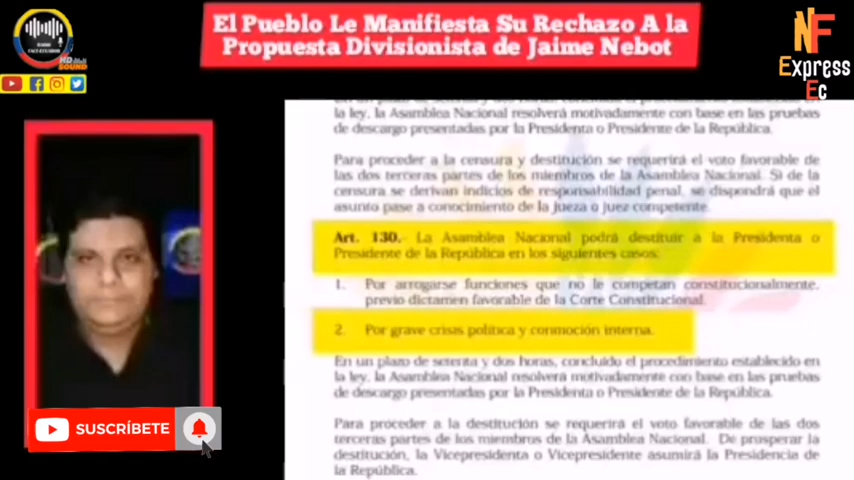 El Pueblo Le Manifiesta Su Rechazo A la
Propuesta Divisionista de Jaime Nebot
HD
SOUND
NF
Express
Ec
la ley, la Asamblea Nacional resolverá motivadamente con base en las pruebas
de descargo presentadas por la Presidenta o Presidente de la República.
Para proceder a la censura y destitución se requerirá el voto favorable de
las dos terceras partes de los miembros de la Asamblea Nacional. Si de la
censura se derivan indicios de responsabilidad penal, se dispondrá que el
asunto pase a conocimiento de la jueza o juez competente.
Art. 130.- La Asamblea Nacional podrá destituir a la Presidenta o
Presidente de la República en los siguientes casos:
1. Por arrogarse funciones que no le competan constitucionalmente,
previo dictamen favorable de la Corte Constitucional.
2. Por grave crisis política y conmoción interna.
En un plazo de setenta y dos horas, concluido el procedimiento establecido en
la ley, la Asamblea Nacional resolverá motivadamente con base en las pruebas
de descargo presentadas por la Presidenta o Presidente de la República.
Para proceder a la destitución se requerirá el voto favorable de las dos
terceras partes de los miembros de la Asamblea Nacional. De prosperar la
destitución, la Vicepresidenta o Vicepresidente asumirá la Presidencia de
la República.
SUSCRÍBETE